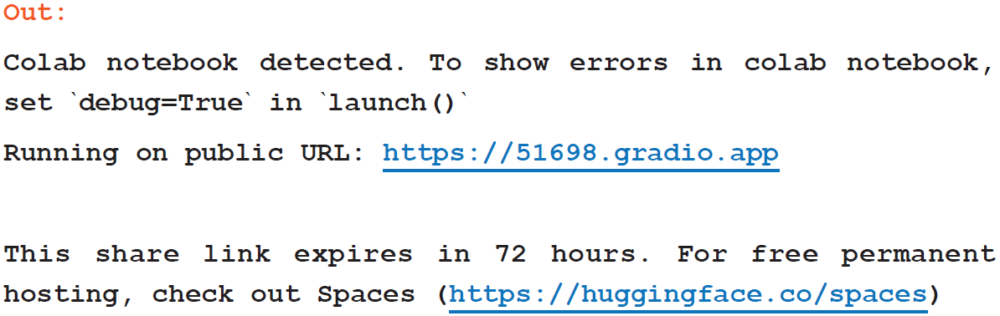 Out:
Colab notebook detected. To show errors in colab notebook,
set `debug=True` in `launch()`
Running on public URL: https://51698.gradio.app
This share link expires in 72 hours. For free permanent
hosting, check out Spaces (https://huggingface.co/spaces)